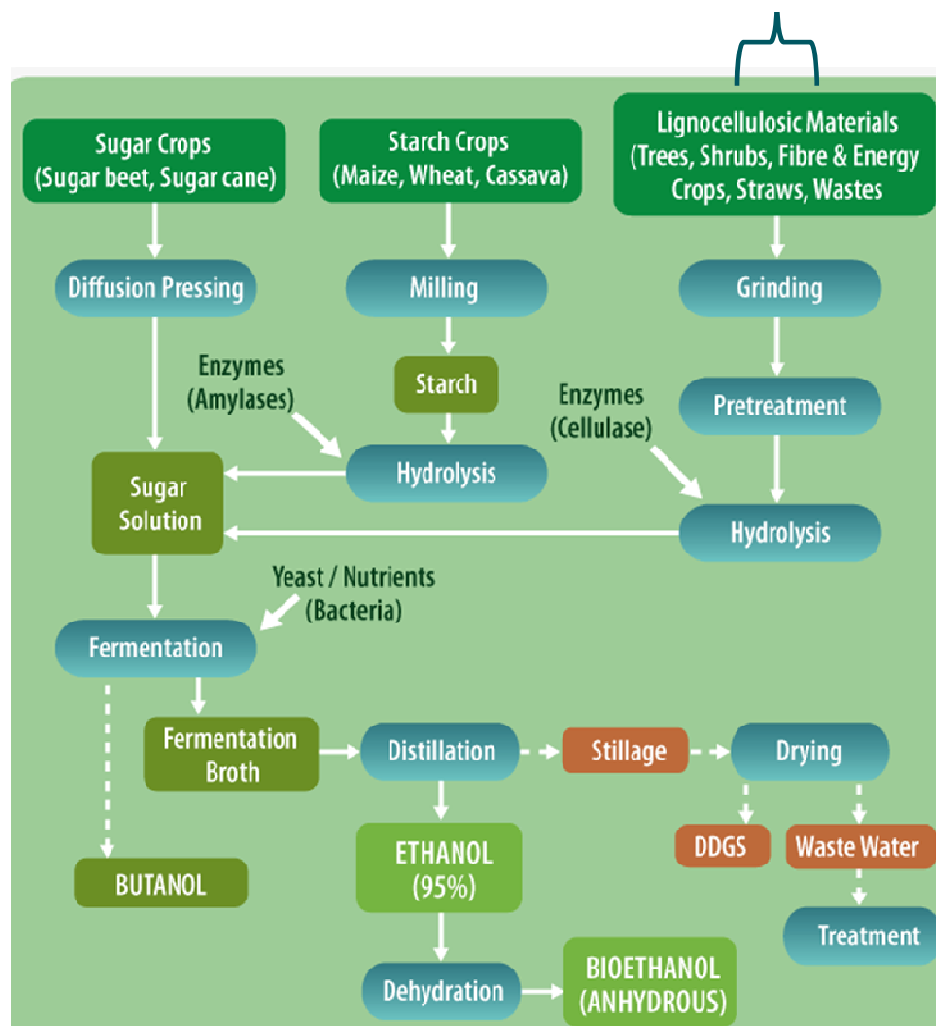 Sugar Crops
(Sugar beet, Sugar cane)
Starch Crops
(Maize, Wheat, Cassava)
Lignocellulosic Materials
(Trees, Shrubs, Fibre & Energy
Crops, Straws, Wastes
Diffusion Pressing
Milling
Grinding
Enzymes
(Amylases)
Starch
Enzymes
(Cellulase)
Pretreatment
Hydrolysis
Sugar
Solution
Hydrolysis
Yeast / Nutrients
(Bacteria)
Fermentation
Fermentation
Broth
Distillation
Stillage
Drying
ETHANOL
(95%)
DDGS
Waste Water
BUTANOL
Treatment
Dehydration
BIOETHANOL
(ANHYDROUS)